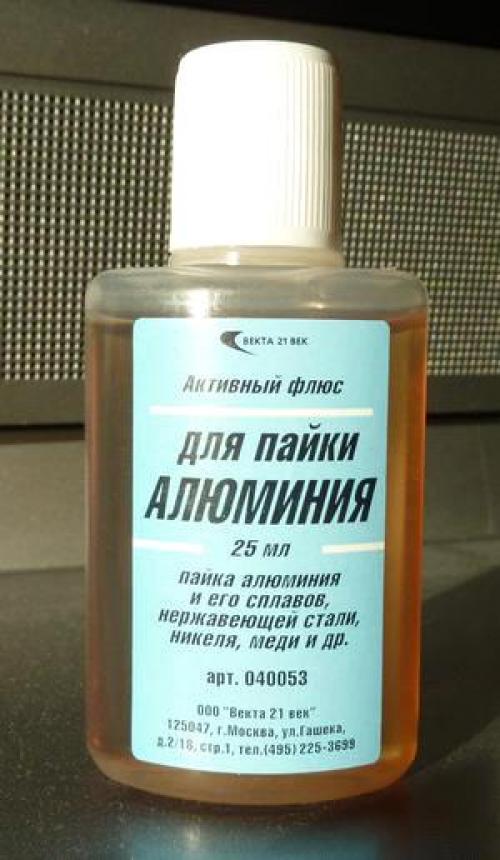 ВЕКТА 21 ВЕК
Активный флюс
для пайки
АЛЮМИНИЯ
25 мл
пайка алюминия
и его сплавов,
нержавеющей стали,
никеля, меди и др.
арт. 040053
ООО "Векта 21 век"
125047, г.Москва, ул.Гашека,
д.2/18, стр.1, тел.(495) 225-3699